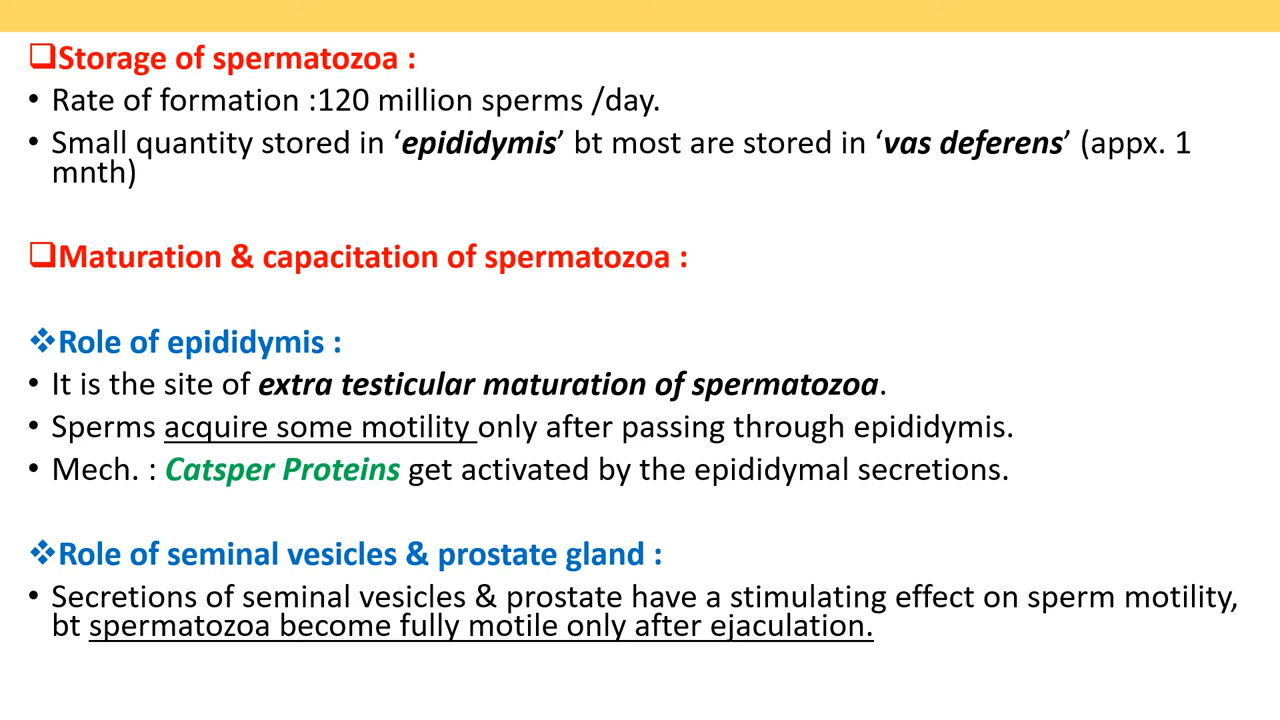 ❑Storage of spermatozoa :
• Rate of formation :120 million sperms /day.
• Small quantity stored in ‘epididymis’ bt most are stored in ‘vas deferens’ (appx. 1
mnth)
❑Maturation & capacitation of spermatozoa :
❖Role of epididymis :
• It is the site of extra testicular maturation of spermatozoa.
• Sperms acquire some motility only after passing through epididymis.
• Mech. : Catsper Proteins get activated by the epididymal secretions.
❖Role of seminal vesicles & prostate gland :
• Secretions of seminal vesicles & prostate have a stimulating effect on sperm motility,
bt spermatozoa become fully motile only after ejaculation.